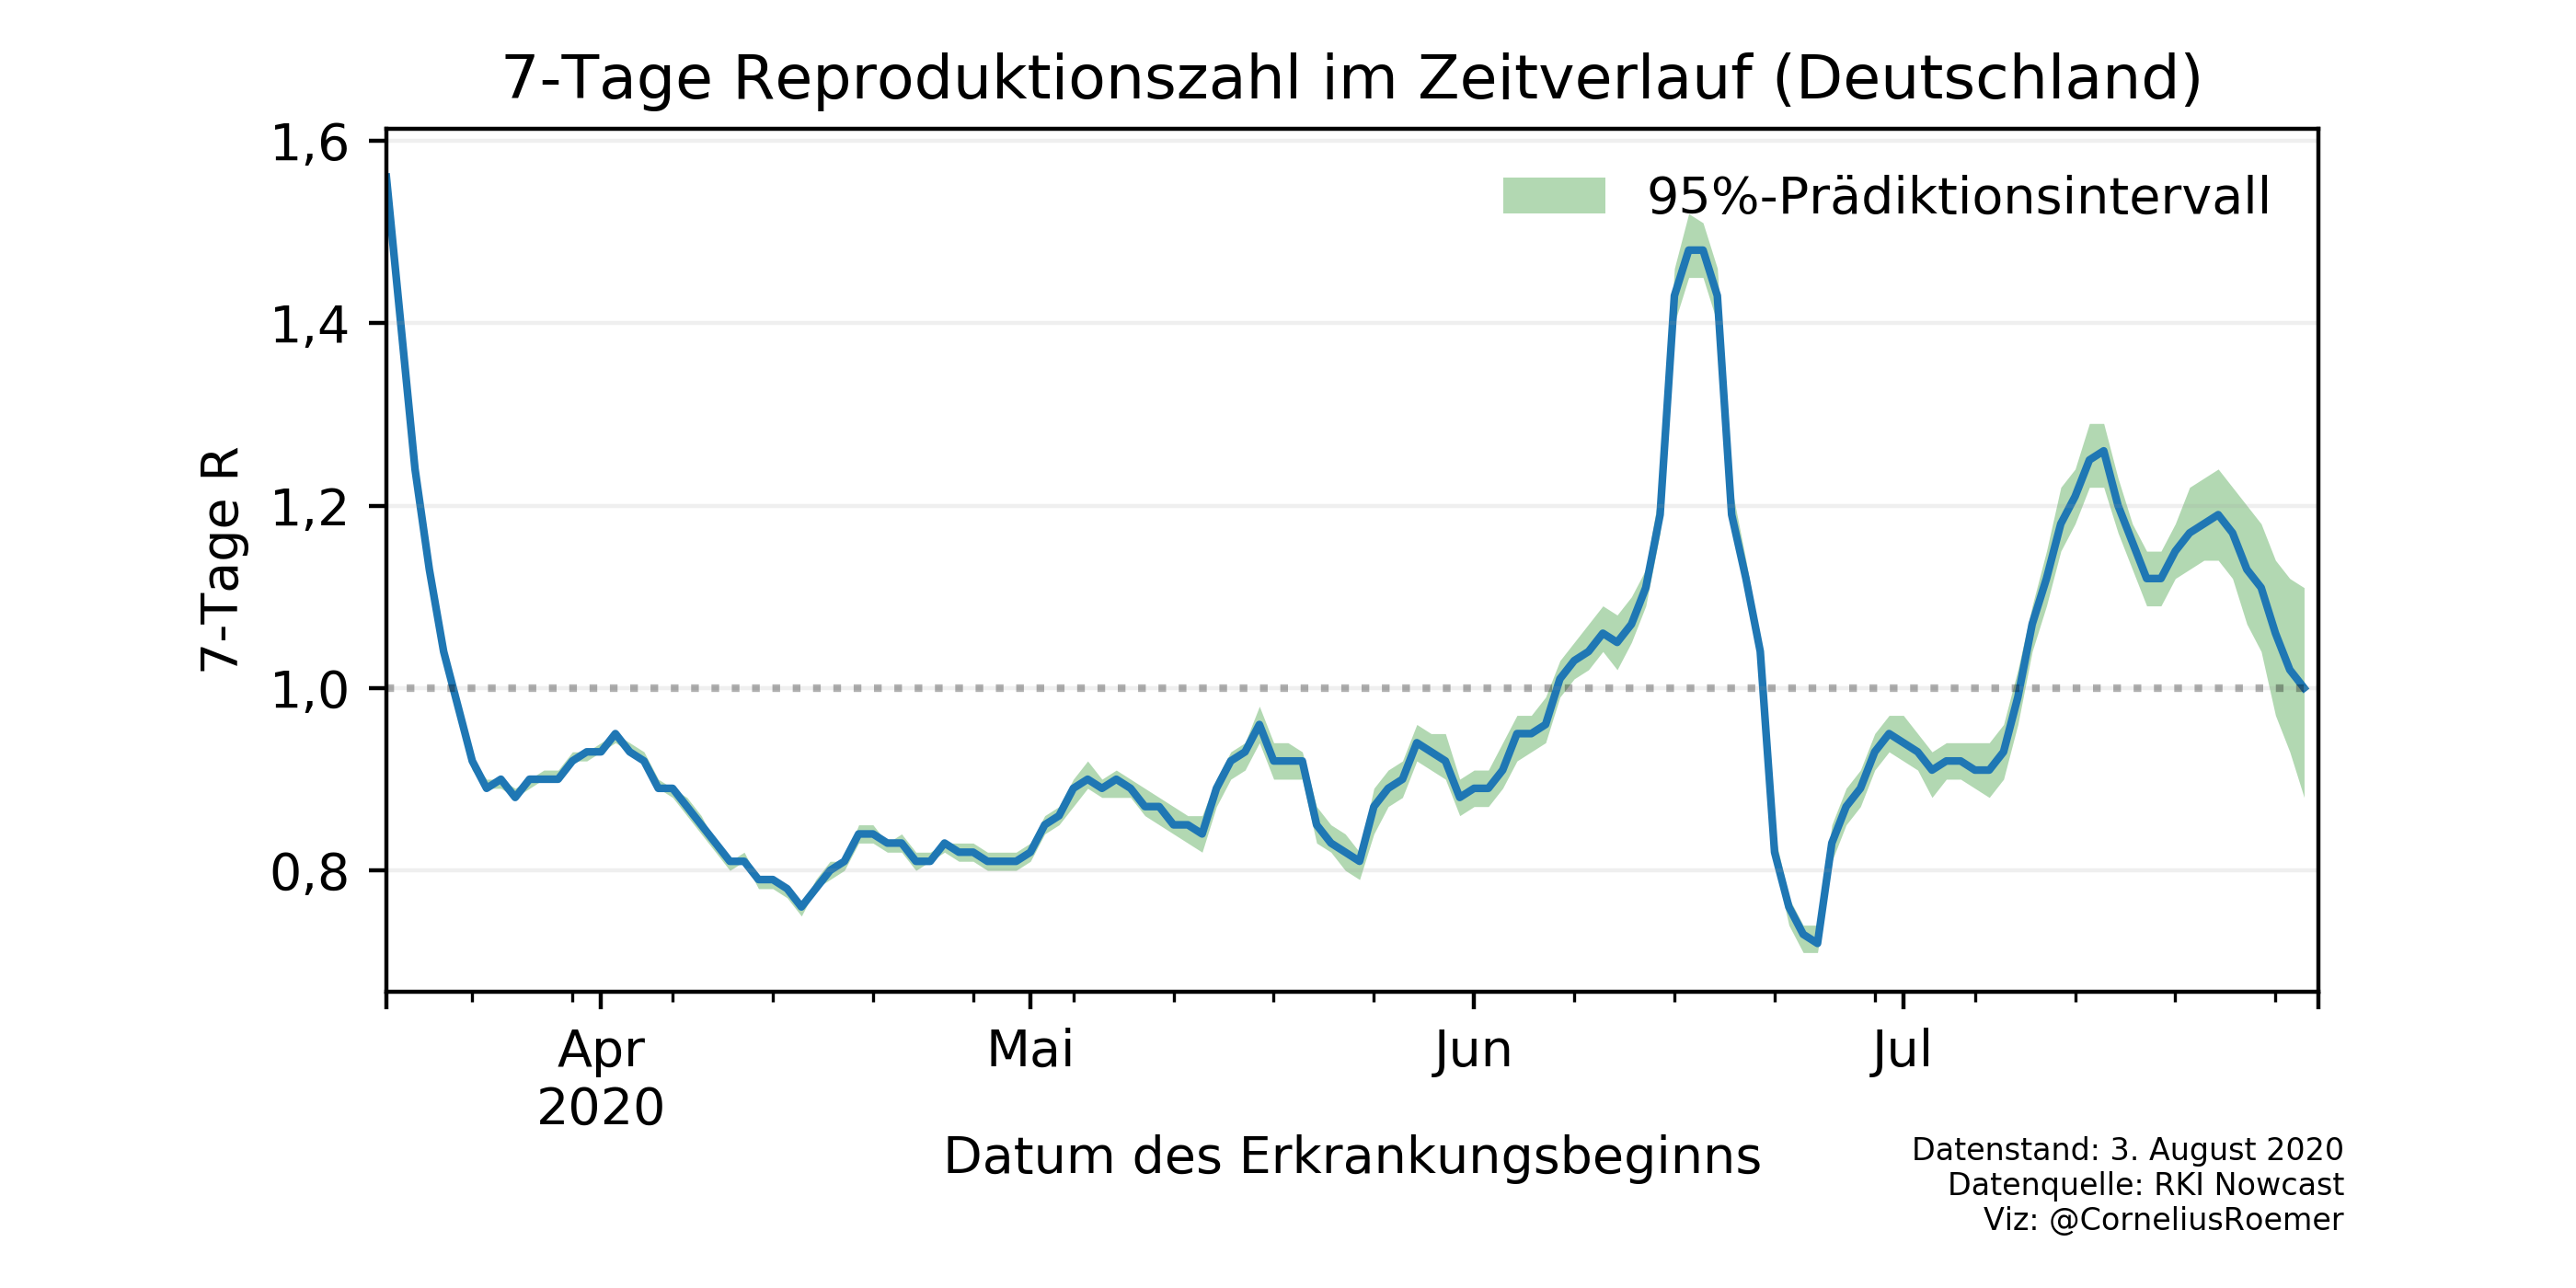 7-Tage Reproduktionszahl im Zeitverlauf (Deutschland)
95%-Prädiktionsintervall
7-Tage R
1,6
1,4
1,2
1,0
0,8
Apr
2020
Mai
Jun
Jul
Datum des Erkrankungsbeginns
Datenstand: 3. August 2020
Datenquelle: RKI Nowcast
Viz: @CorneliusRoemer